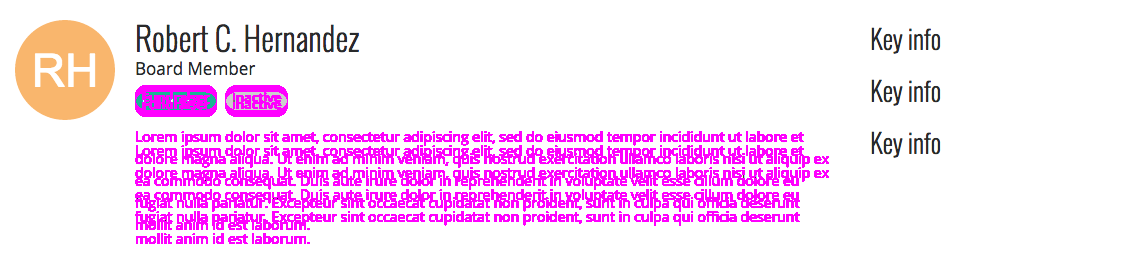 RH
Robert C. Hernandez
Board Member
Inactive
Lorem ipsum dolor sit amet, consectetur adipiscing elit, sed do eiusmod tempor incididunt ut labore et
dolore magna aliqua. Ut enim ad minim veniam, quis nostrud exercitation ullamco laboris nisi ut aliquip ex
ea commodo consequat. Duis aute irure dolor in reprehenderit in voluptate velit esse cillum dolore eu
fugiat nulla pariatur. Excepteur sint occaecat cupidatat non proident, sunt in culpa qui officia deserunt
mollit anim id est laborum.
Key info
Key info
Key info